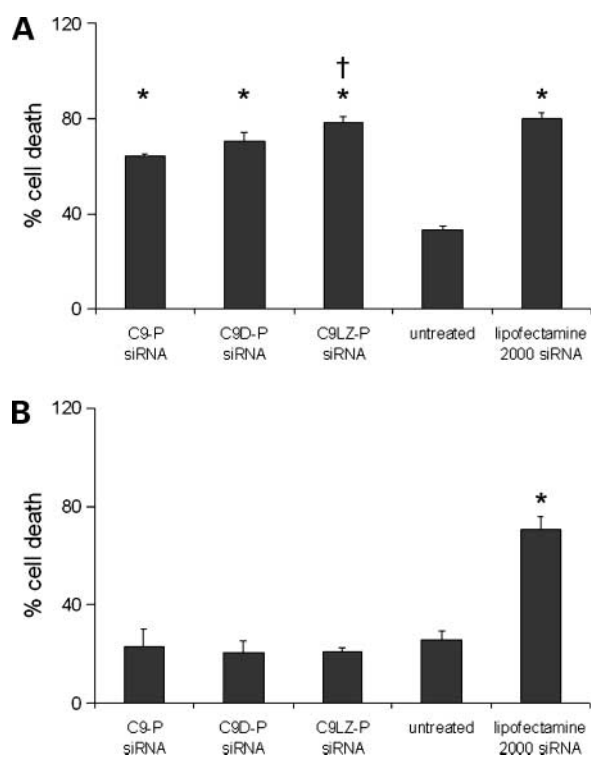 A
120
80
40
0
% cell death
*
*
†
*
*
C9-P
siRNA
C9D-P
siRNA
C9LZ-P
siRNA
untreated
lipofectamine
2000 siRNA
B
120
80
40
0
% cell death
*
C9-P
siRNA
C9D-P
siRNA
C9LZ-P
siRNA
untreated
lipofectamine
2000 siRNA